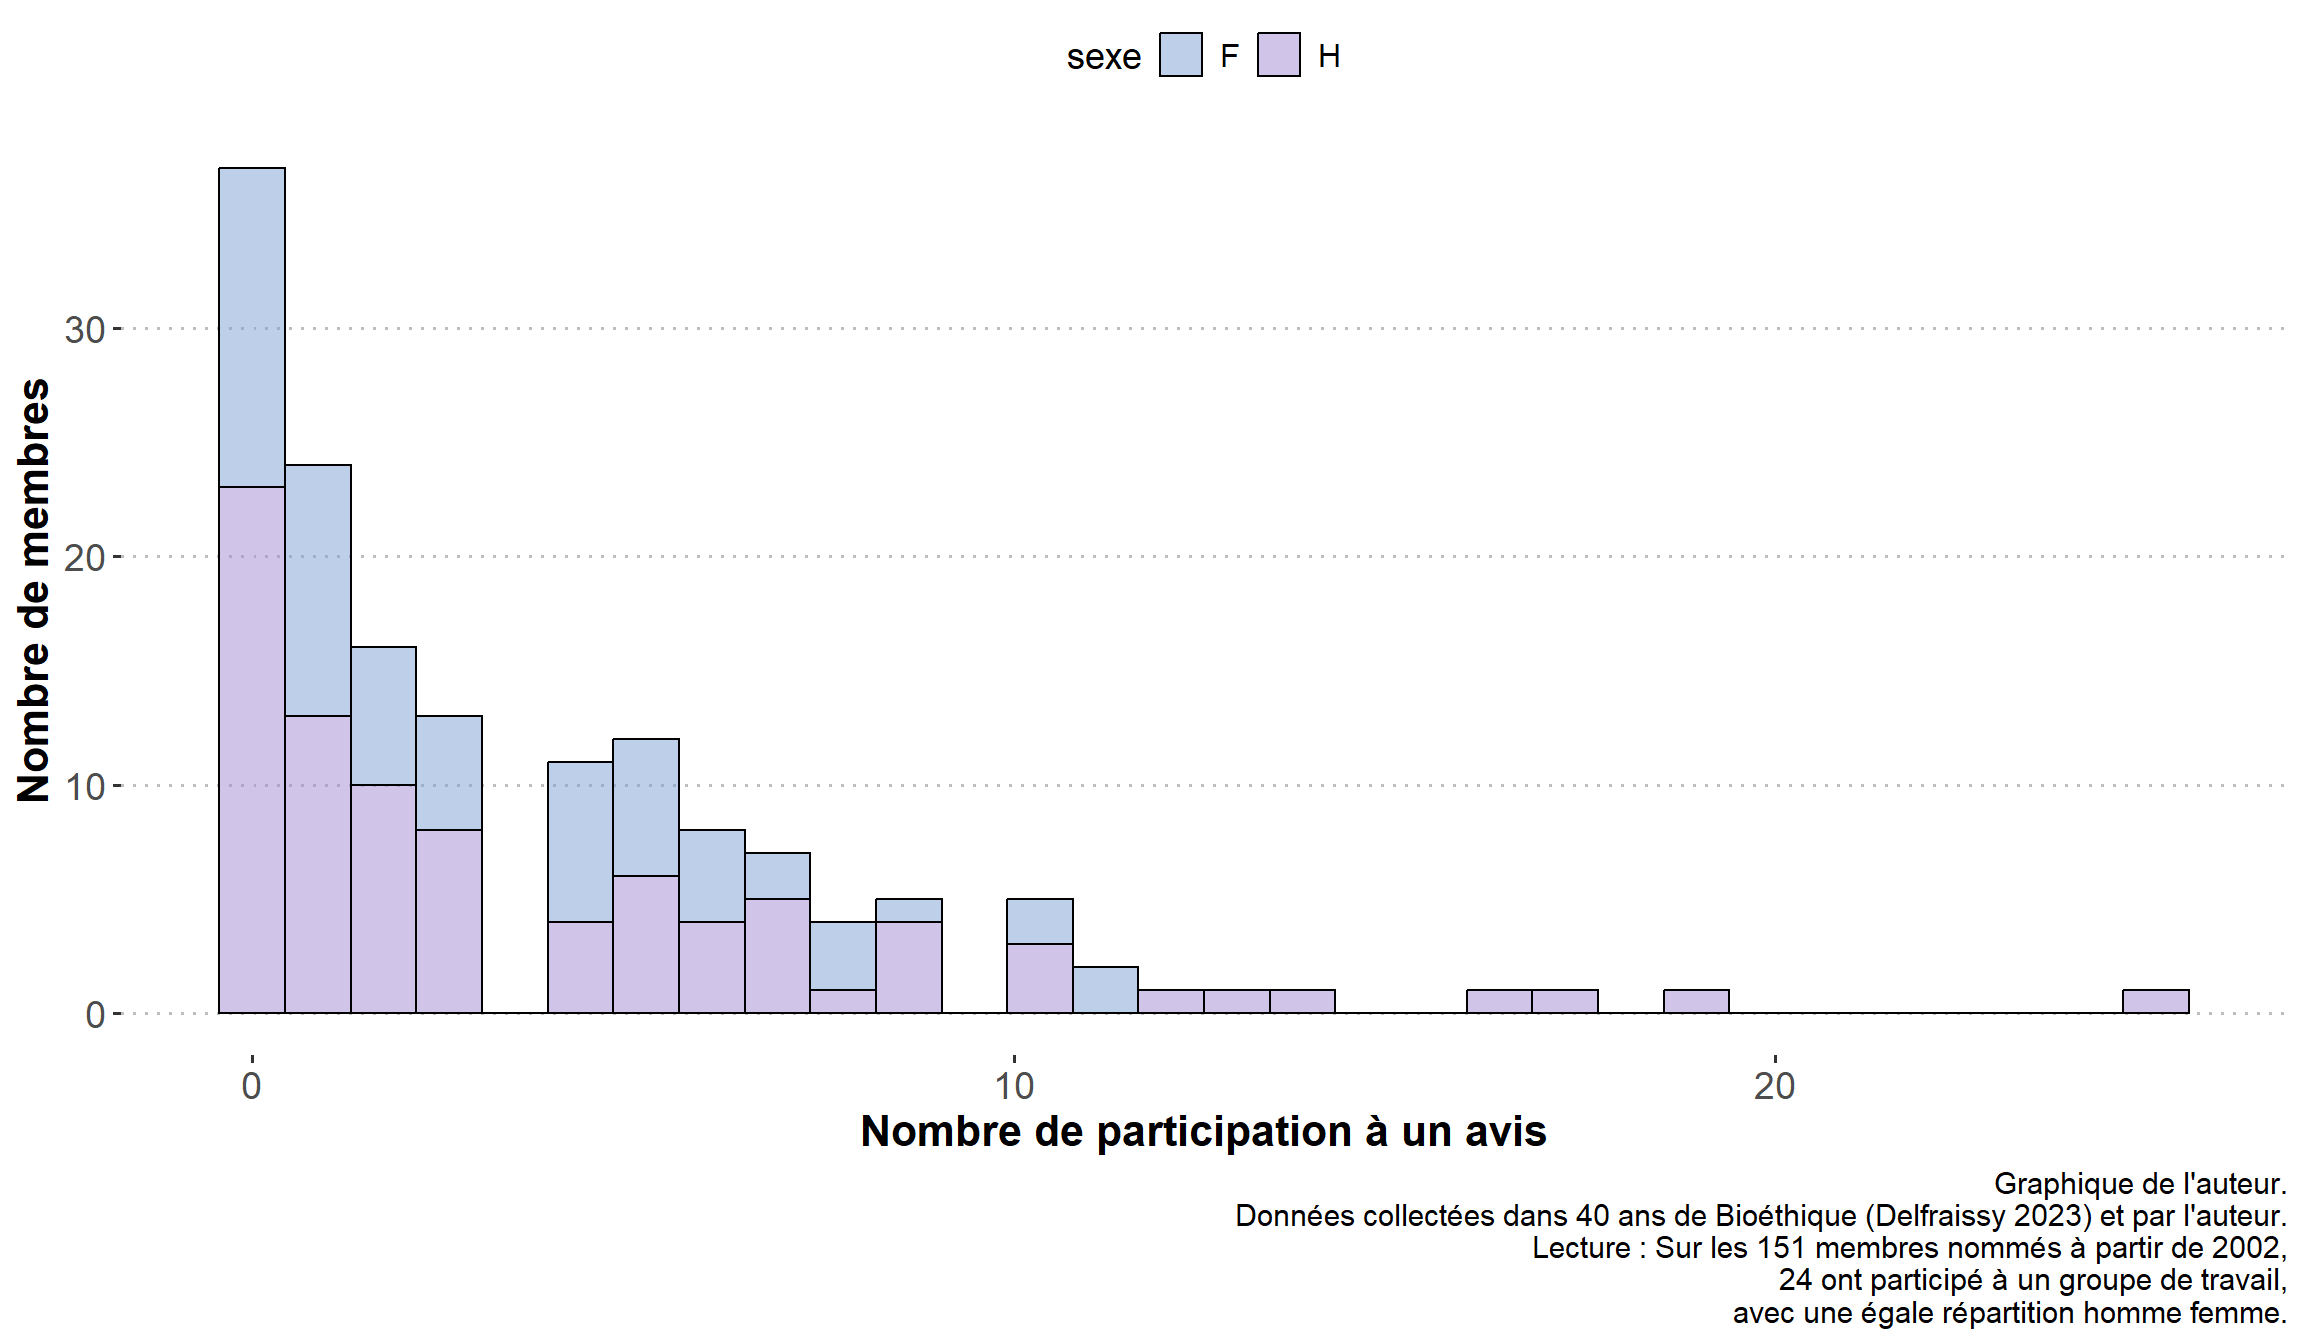 sexe F H
Nombre de membres
30
20
10
0
0 10 20
Nombre de participation à un avis
Graphique de l'auteur.
Données collectées dans 40 ans de Bioéthique (Delfraissy 2023) et par l'auteur.
Lecture : Sur les 151 membres nommés à partir de 2002,
24 ont participé à un groupe de travail,
avec une égale répartition homme femme.